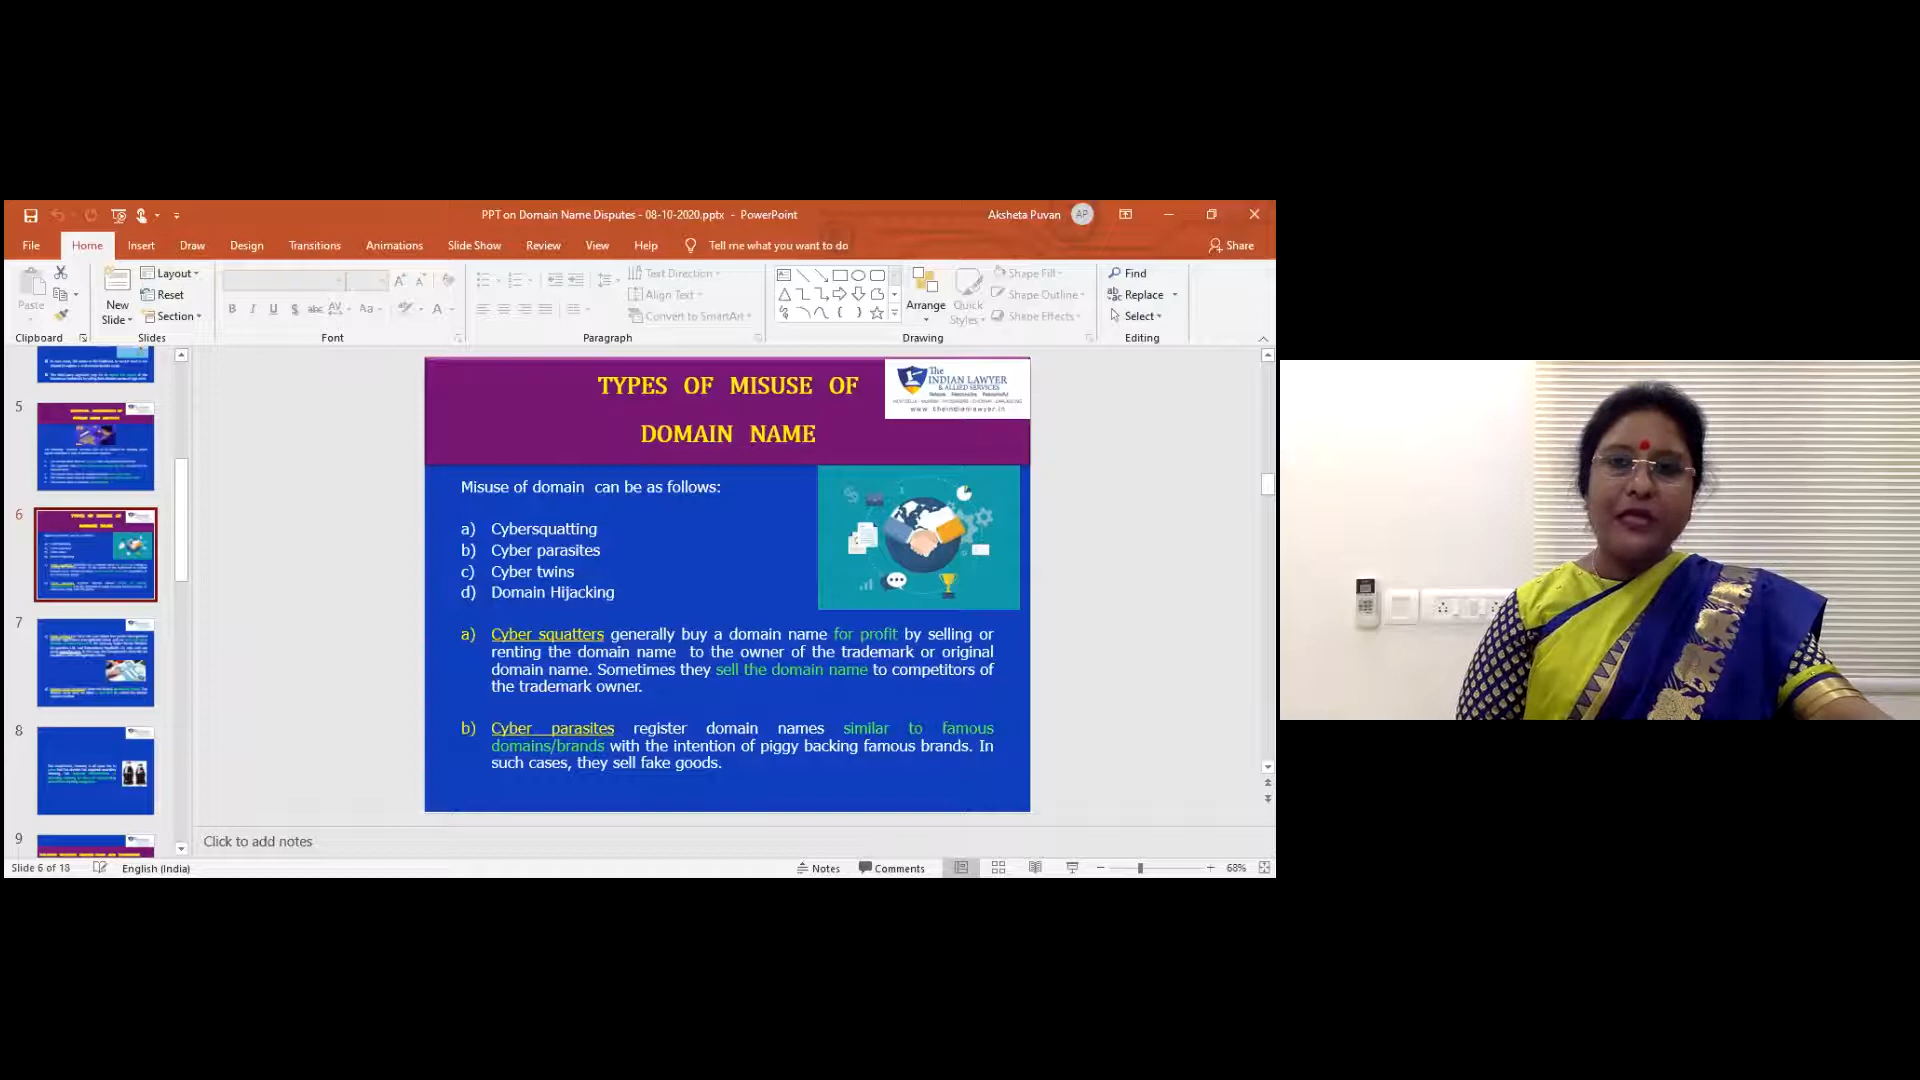 PPT on Domain Name Disputes - 08-10-2020.pptx - PowerPoint
Aksheta Puvan
AP
File
Home
Insert
Draw
Design
Transitions
Animations
Slide Show
Review
View
Help
Tell me what you want to do
Share
Paste
New
Slide
Layout
Reset
Section
Text Direction
Align Text
Convert to SmartArt
Arrange
Quick
Styles
Shape Fill
Shape Outline
Shape Effects
Find
Replace
Select
Clipboard
Slides
Font
Paragraph
Drawing
Editing
5
6
7
8
9
TYPES OF MISUSE OF
DOMAIN NAME
The
INDIAN LAWYER
& ALLIED SERVICES
www.theindianlawyer.in
Misuse of domain can be as follows:
a) Cybersquatting
b) Cyber parasites
c) Cyber twins
d) Domain Hijacking
a) Cyber squatters generally buy a domain name for profit by selling or
renting the domain name to the owner of the trademark or original
domain name. Sometimes they sell the domain name to competitors of
the trademark owner.
b) Cyber parasites register domain names similar to famous
domains/brands with the intention of piggy backing famous brands. In
such cases, they sell fake goods.
Click to add notes
Slide 6 of 18
English (India)
Notes
Comments
68%